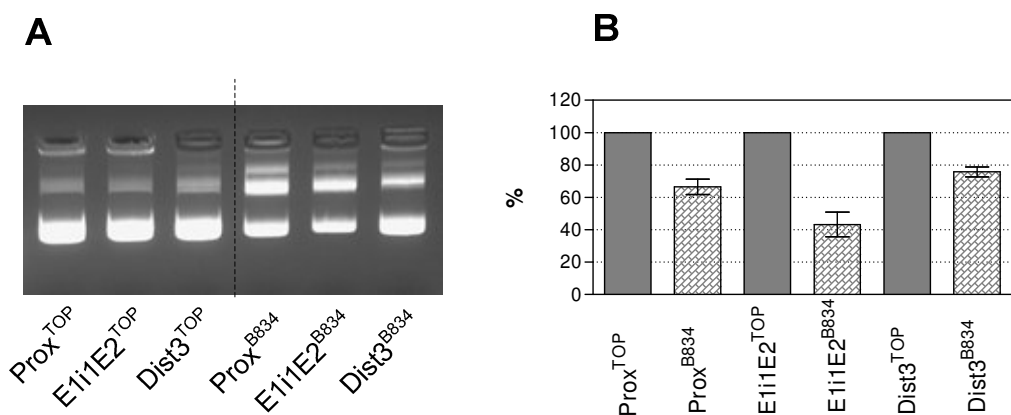 A
Prox^TOP
E1i1E2^TOP
Dist3^TOP
Prox^B834
E1i1E2^B834
Dist3^B834
B
120
100
80
60
40
20
0
%
Prox^TOP
Prox^B834
E1i1E2^TOP
E1i1E2^B834
Dist3^TOP
Dist3^B834